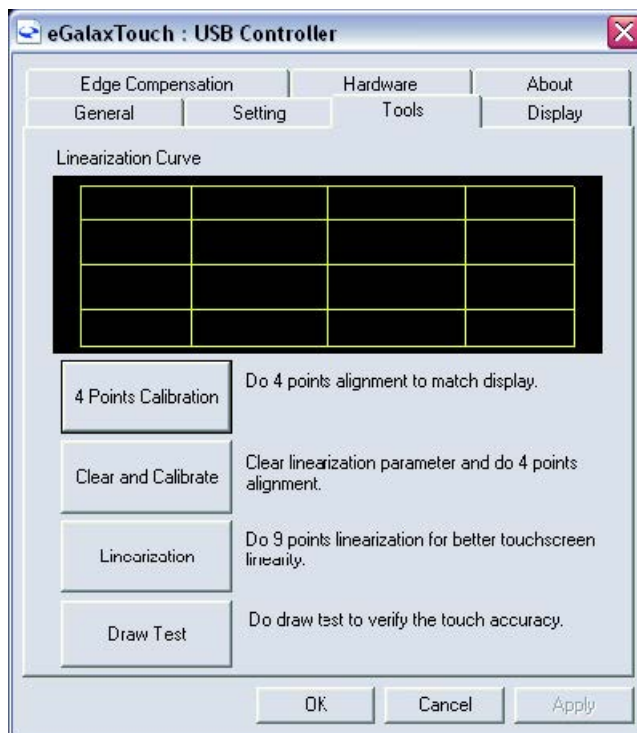 eGalaxTouch : USB Controller
Edge Compensation Hardware About
General Setting Tools Display
Linearization Curve
4 Points Calibration
Do 4 points alignment to match display.
Clear and Calibrate
Clear linearization parameter and do 4 points
alignment.
Linearization
Do 9 points linearization for better touchscreen
linearity.
Draw Test
Do draw test to verify the touch accuracy.
OK Cancel Apply